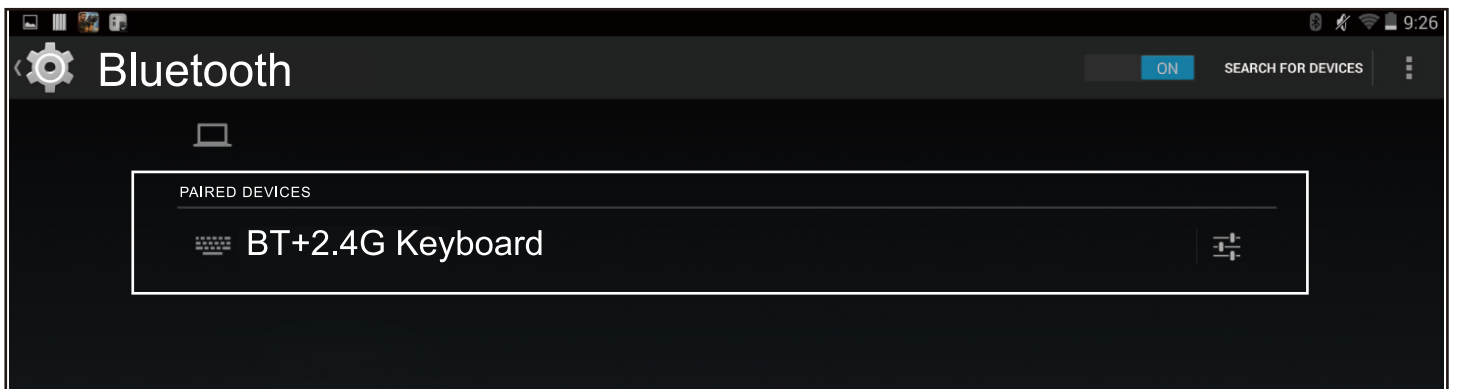 9:26
Bluetooth
ON
SEARCH FOR DEVICES
PAIRED DEVICES
BT+2.4G Keyboard